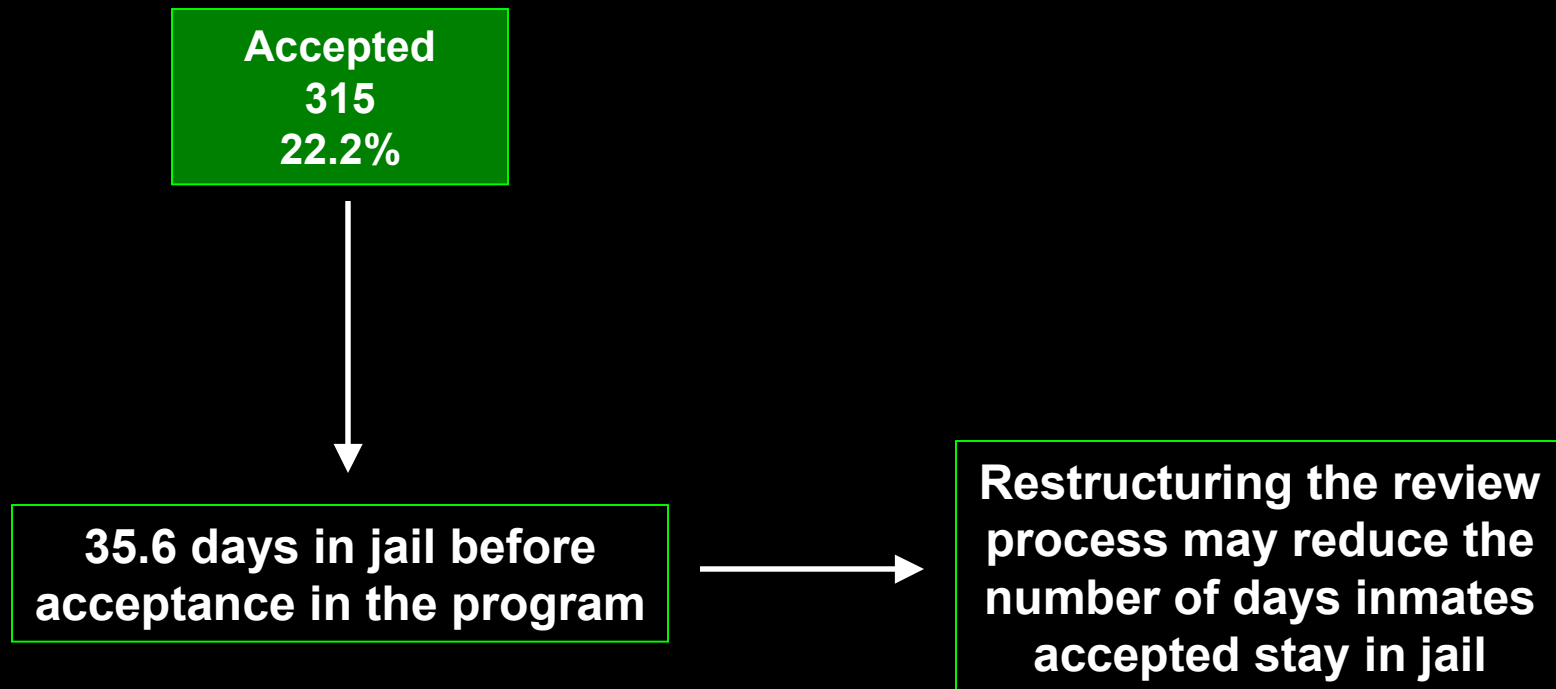 Accepted
315
22.2%
35.6 days in jail before
acceptance in the program
Restructuring the review
process may reduce the
number of days inmates
accepted stay in jail